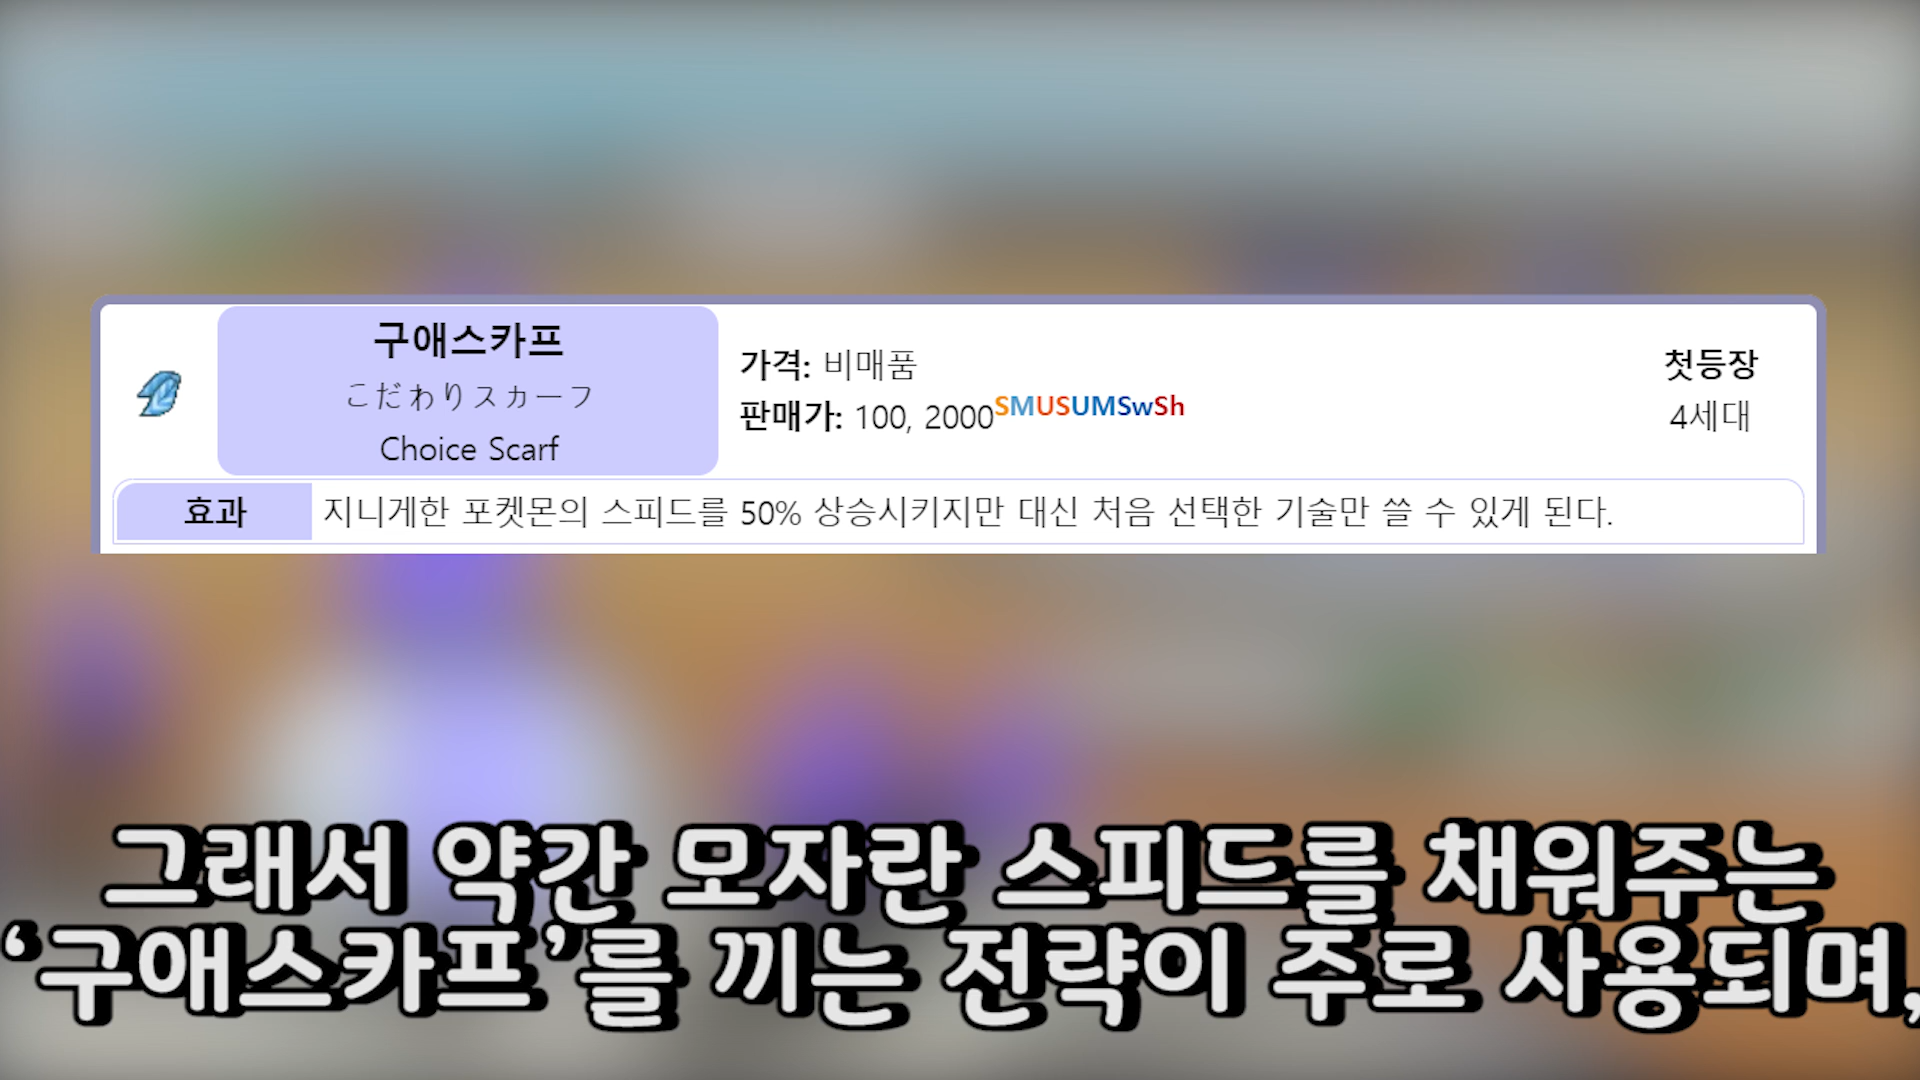 구애스카프
こだわりスカーフ
Choice Scarf
가격: 비매품
판매가: 100, 2000SMUSUMSwSh
첫등장
4세대
효과
지니게한 포켓몬의 스피드를 50% 상승시키지만 대신 처음 선택한 기술만 쓸 수 있게 된다.
그래서 약간 모자란 스피드를 채워주는
‘구애스카프’를 끼는 전략이 주로 사용되며,